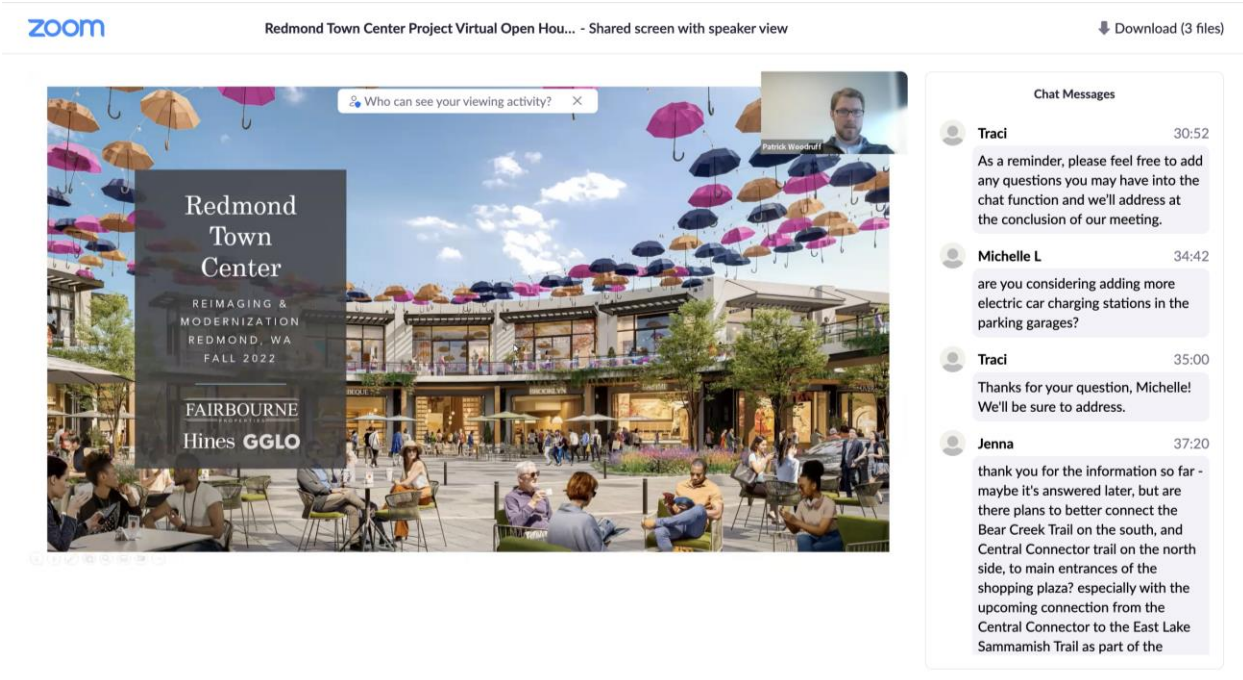 zoom
Redmond Town Center Project Virtual Open Hou... - Shared screen with speaker view
Download (3 files)
Who can see your viewing activity?
Patrick Woodruff
Redmond
Town
Center
REIMAGING &
MODERNIZATION
REDMOND, WA
FALL 2022
FAIRBOURNE
PROPERTIES
Hines GGLO
BROOKLYN
Chat Messages
Traci 30:52
As a reminder, please feel free to add
any questions you may have into the
chat function and we'll address at
the conclusion of our meeting.
Michelle L 34:42
are you considering adding more
electric car charging stations in the
parking garages?
Traci 35:00
Thanks for your question, Michelle!
We'll be sure to address.
Jenna 37:20
thank you for the information so far -
maybe it's answered later, but are
there plans to better connect the
Bear Creek Trail on the south, and
Central Connector trail on the north
side, to main entrances of the
shopping plaza? especially with the
upcoming connection from the
Central Connector to the East Lake
Sammamish Trail as part of the